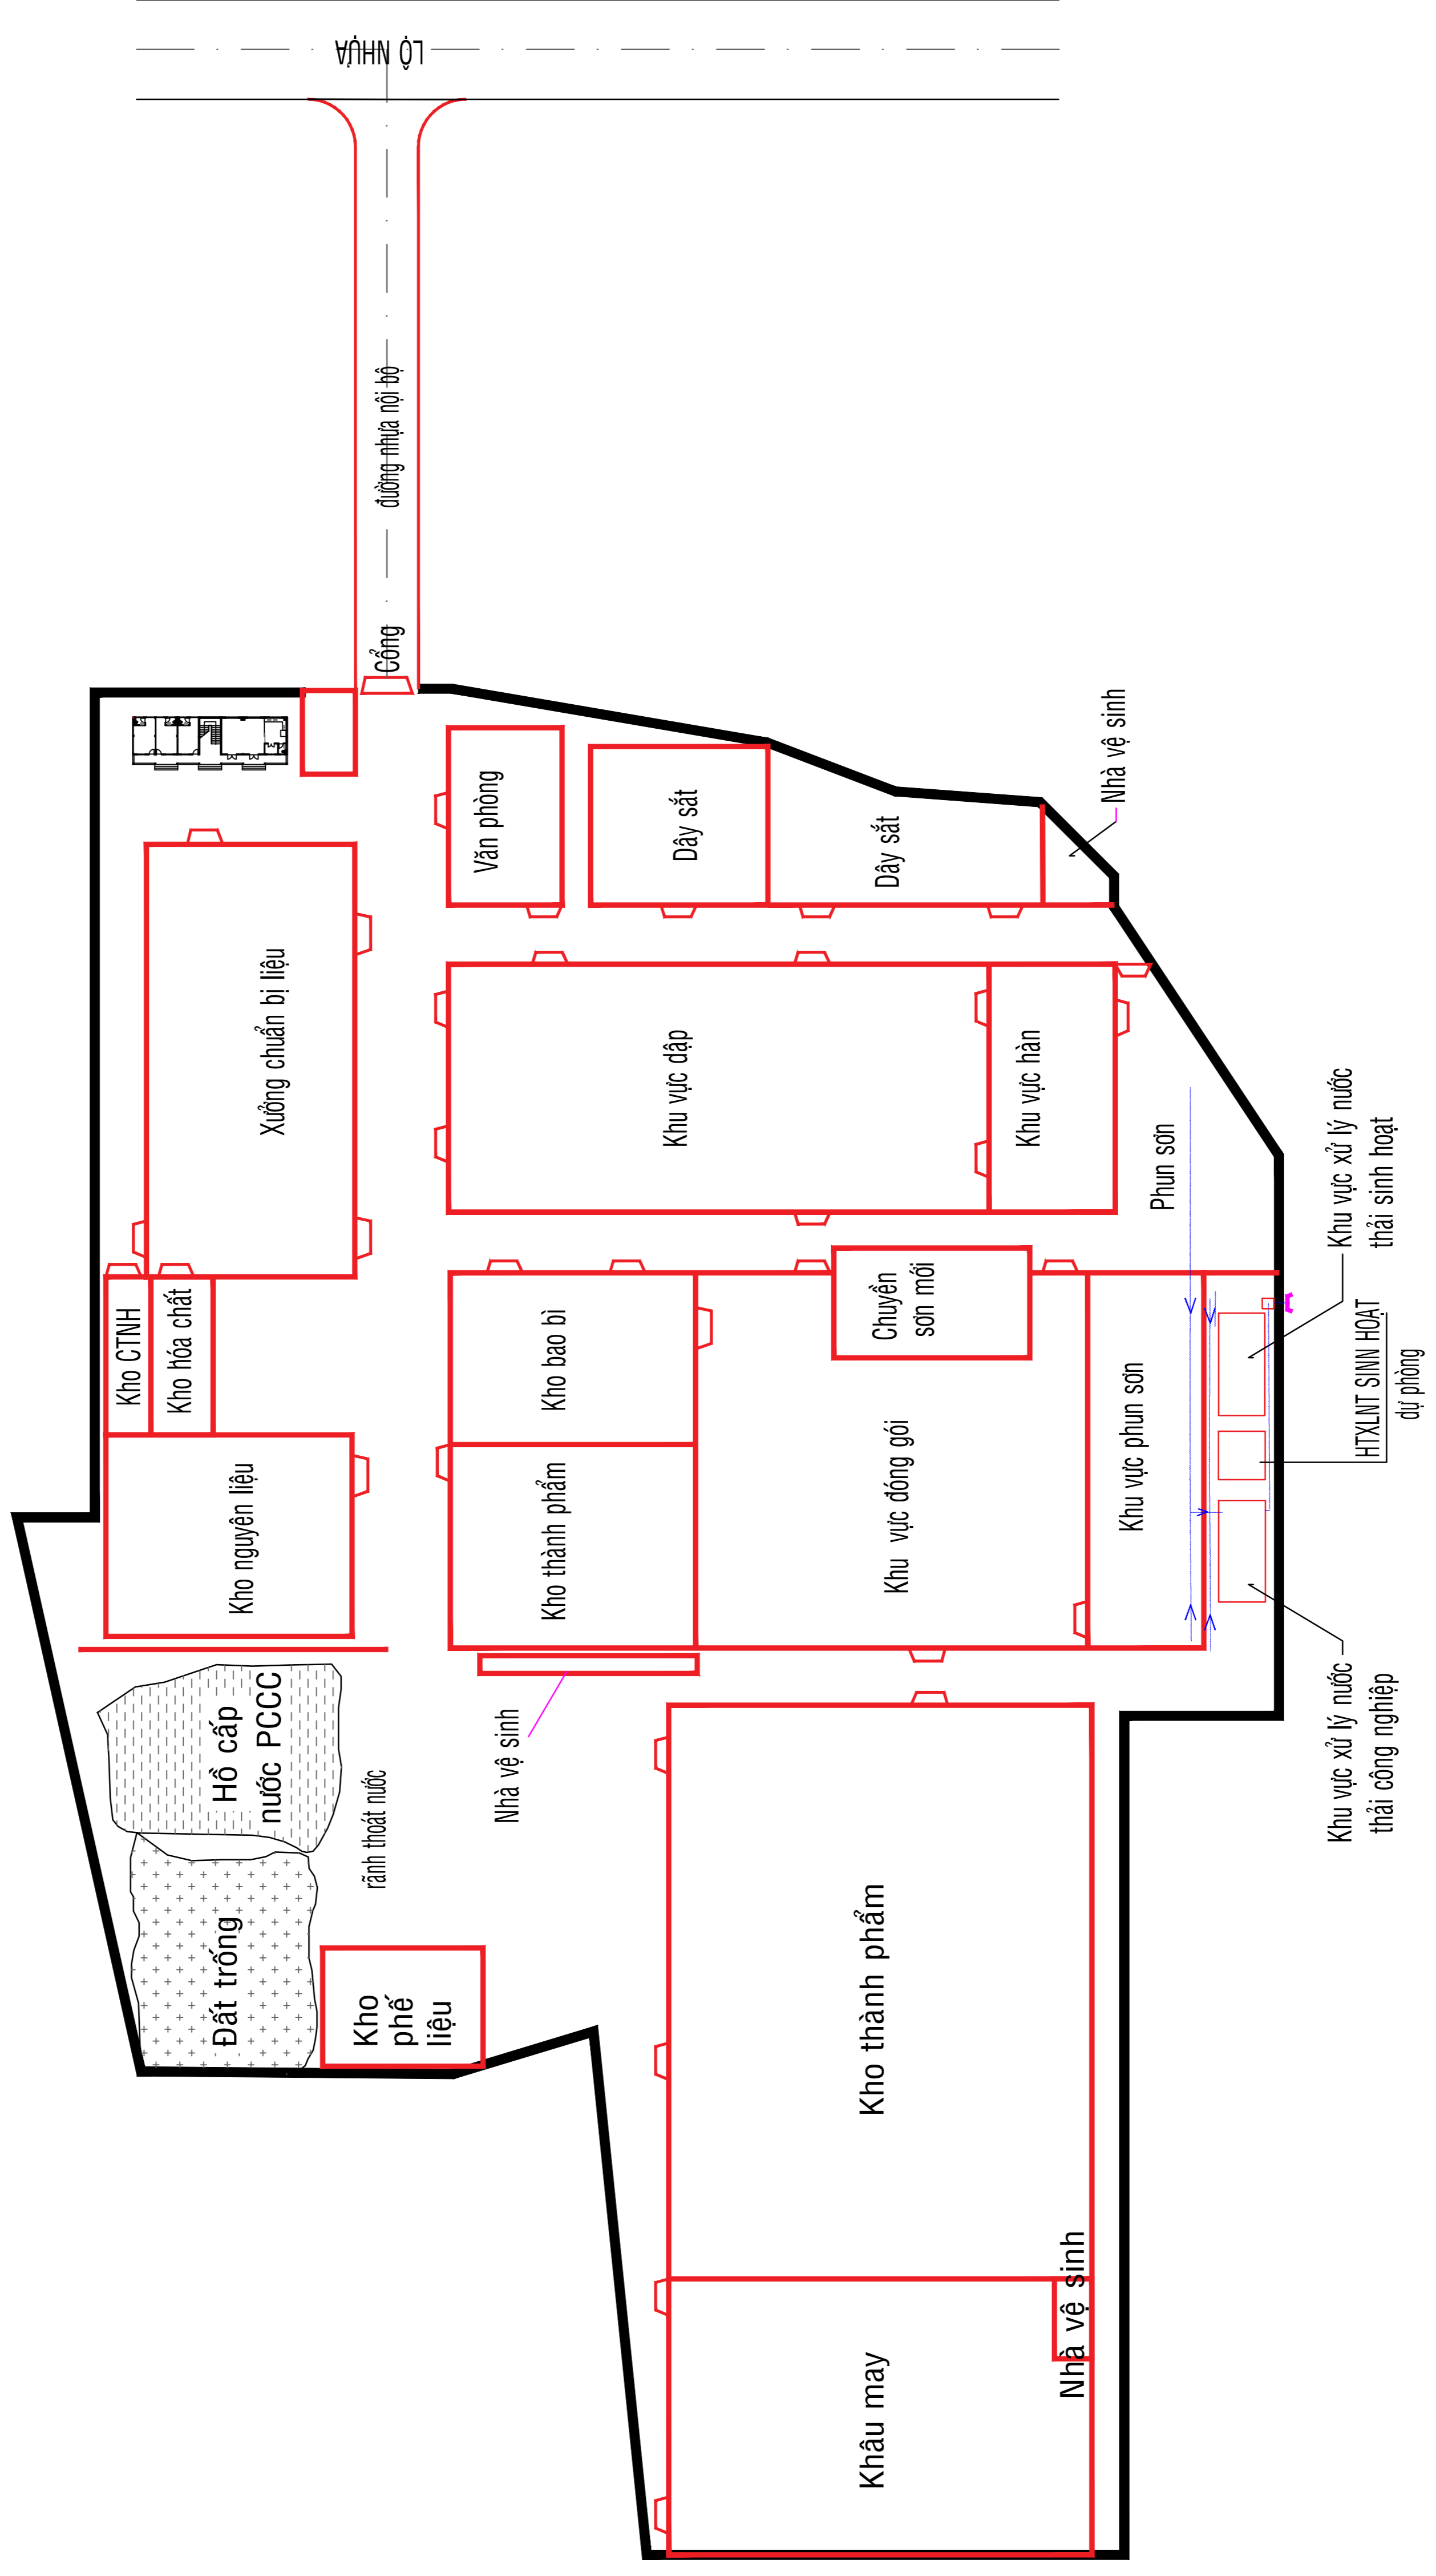 LỘ NHỰA
đường nhựa nội bộ
Cổng
Văn phòng
Dây sắt
Dây sắt
Nhà vệ sinh
Xưởng chuẩn bị liệu
Khu vực dập
Khu vực hàn
Phun sơn
Khu vực xử lý nước
thải sinh hoạt
Kho CTNH
Kho hóa chất
Kho bao bì
Chuyền
sơn mới
HTXLNT SINN HOẠT
dự phòng
Kho nguyên liệu
Kho thành phẩm
Khu vực đóng gói
Khu vực phun sơn
Hồ cấp
nước PCCC
rãnh thoát nước
Nhà vệ sinh
Khu vực xử lý nước
thải công nghiệp
Đất trống
Kho
phế
liệu
Kho thành phẩm
Nhà vệ sinh
Khâu may